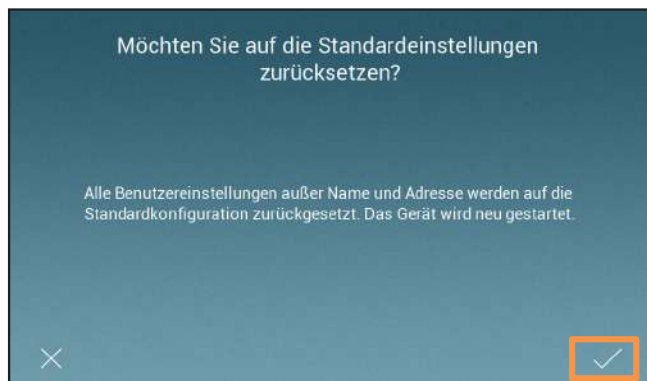 Möchten Sie auf die Standardeinstellungen
zurücksetzen?
Alle Benutzereinstellungen außer Name und Adresse werden auf die
Standardkonfiguration zurückgesetzt. Das Gerät wird neu gestartet.